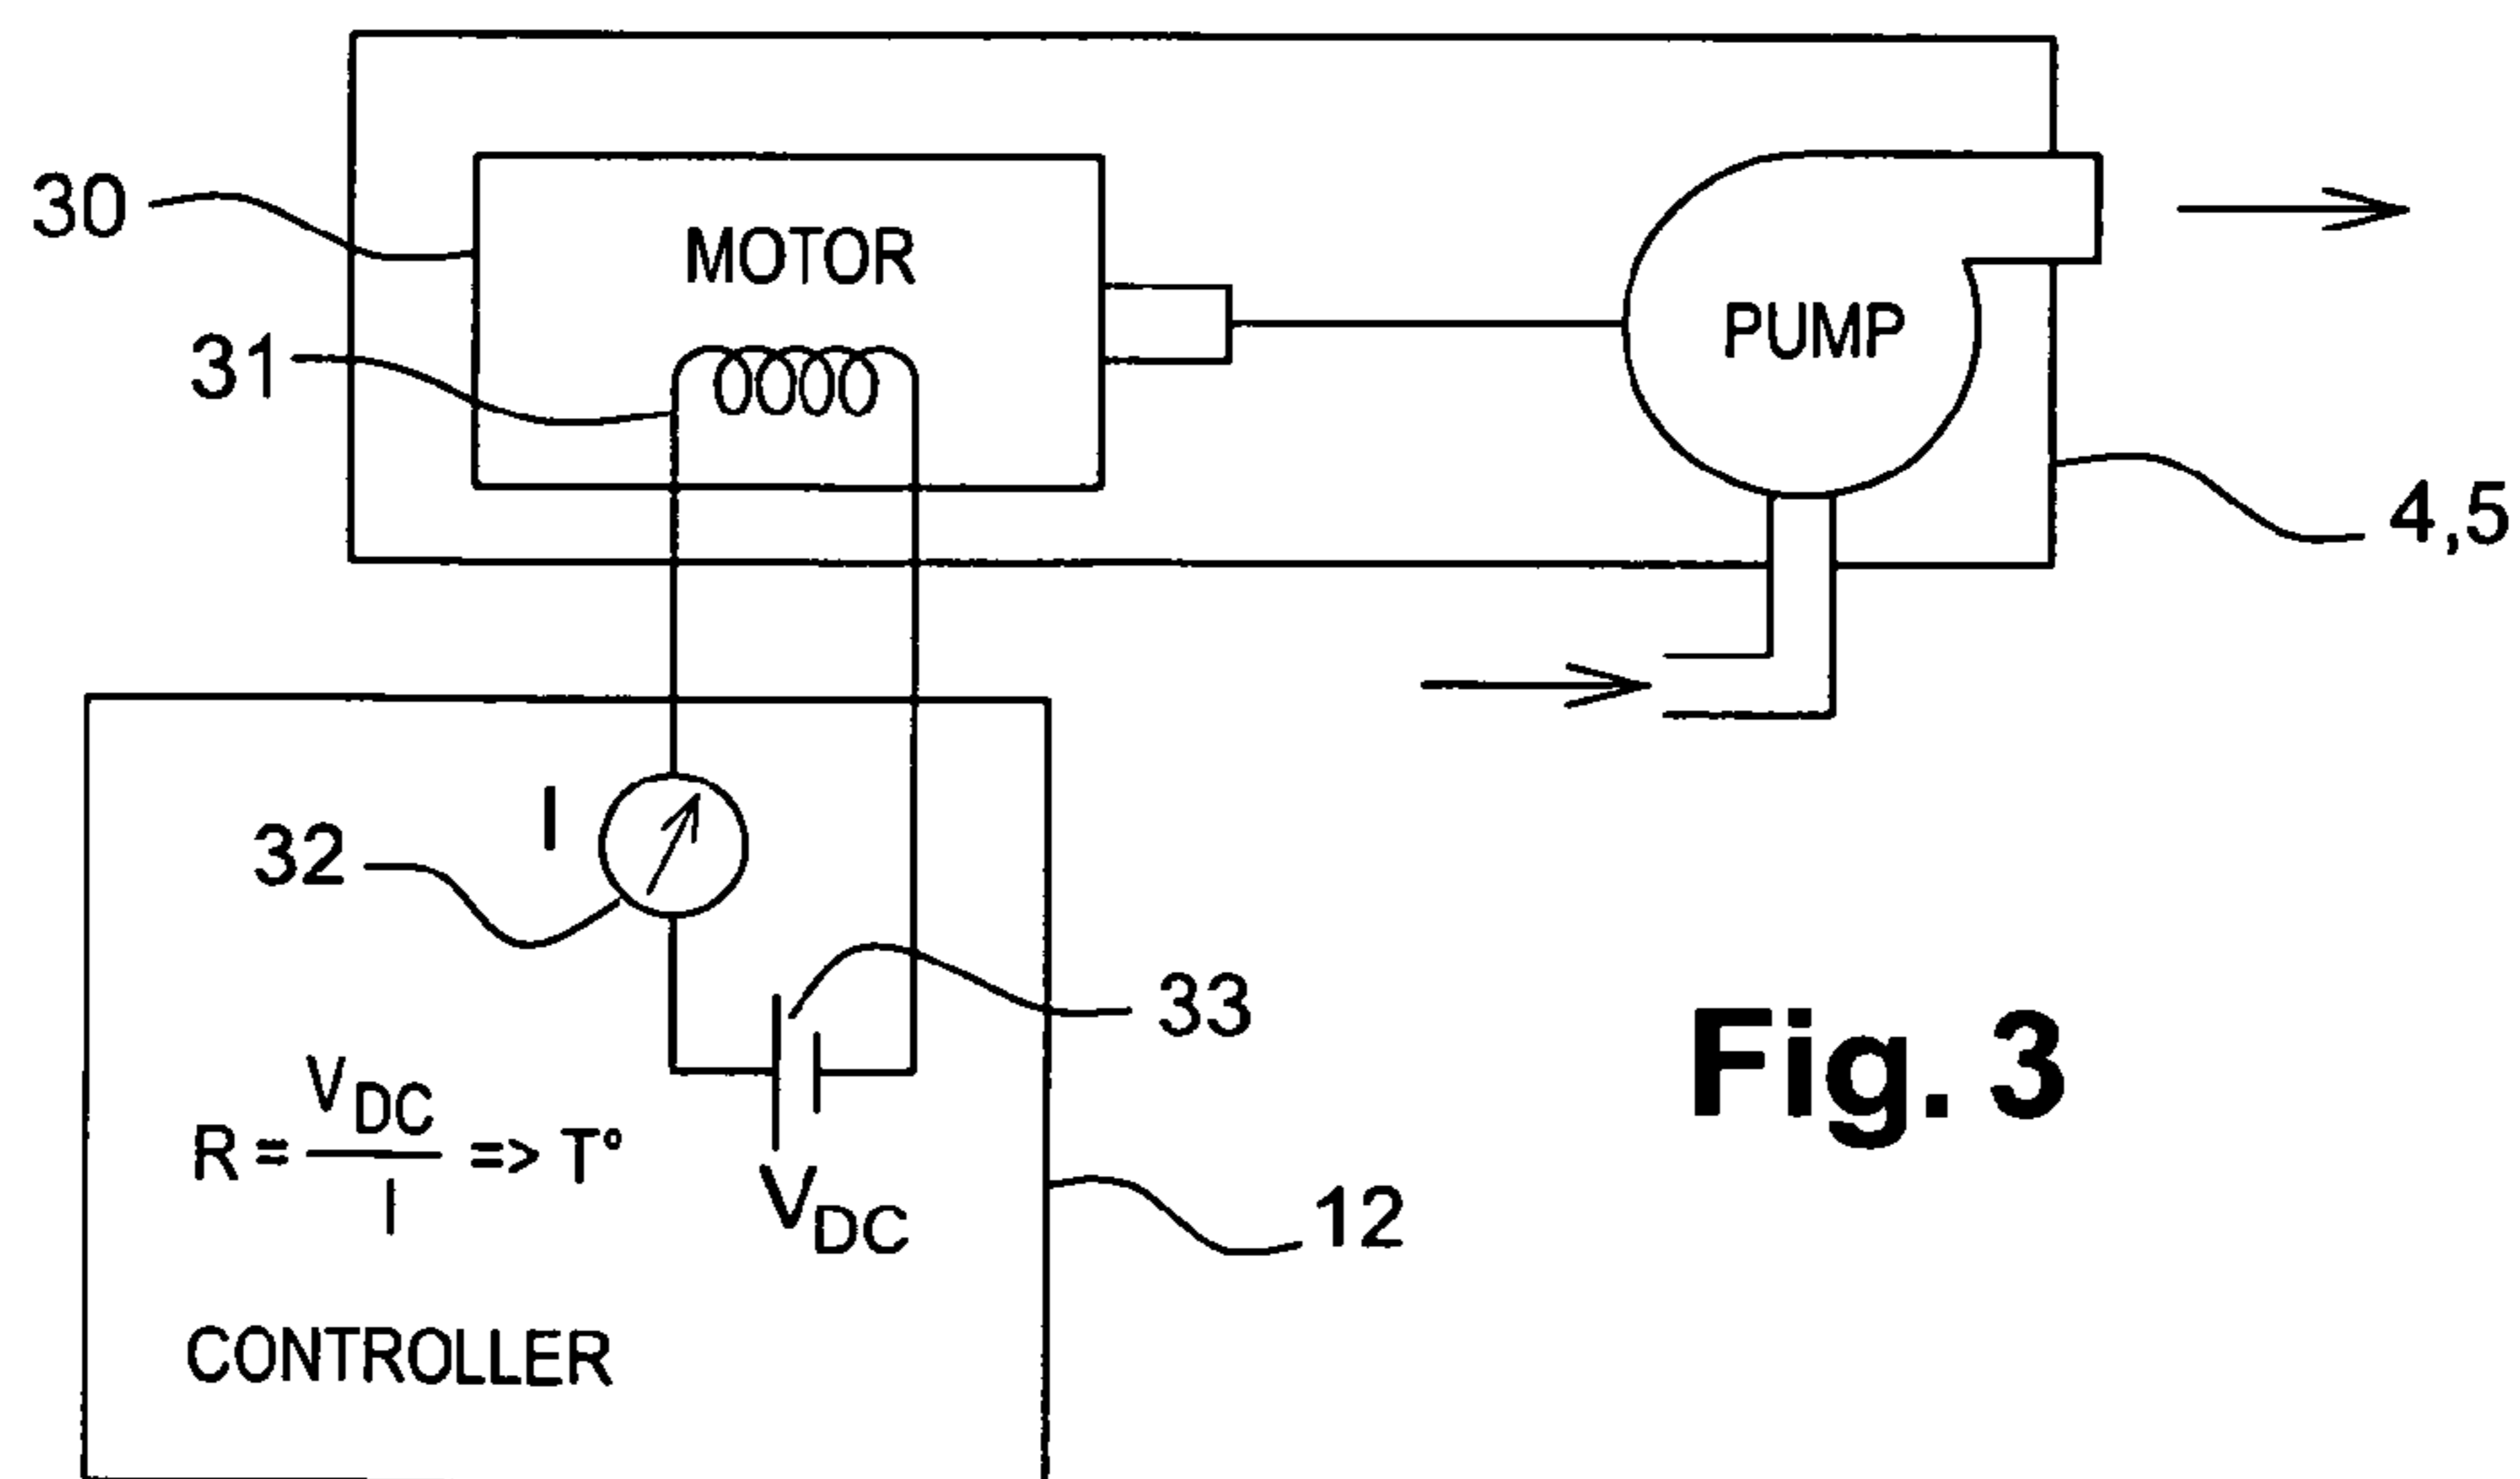 30
MOTOR
31
PUMP
4,5
I
32
33
V_DC
R = V_DC / I => T°
12
CONTROLLER
Fig. 3